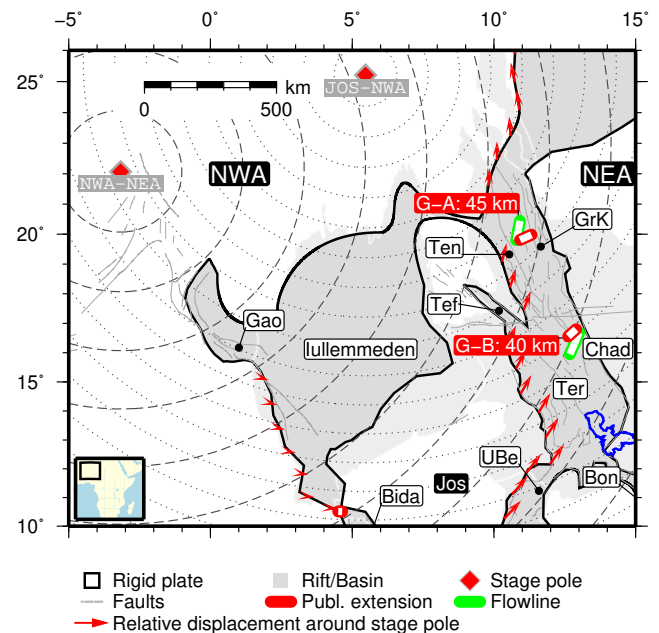 −5° 0° 5° 10° 15°
25°
20°
15°
10°
km
0 500
JOS−NWA
NWA−NEA
NWA
NEA
G−A: 45 km
GrK
Ten
Tef
Gao
Iullemmeden
G−B: 40 km
Chad
Ter
UBe
Jos
Bon
Bida
Rigid plate
Rift/Basin
Stage pole
Faults
Publ. extension
Flowline
Relative displacement around stage pole